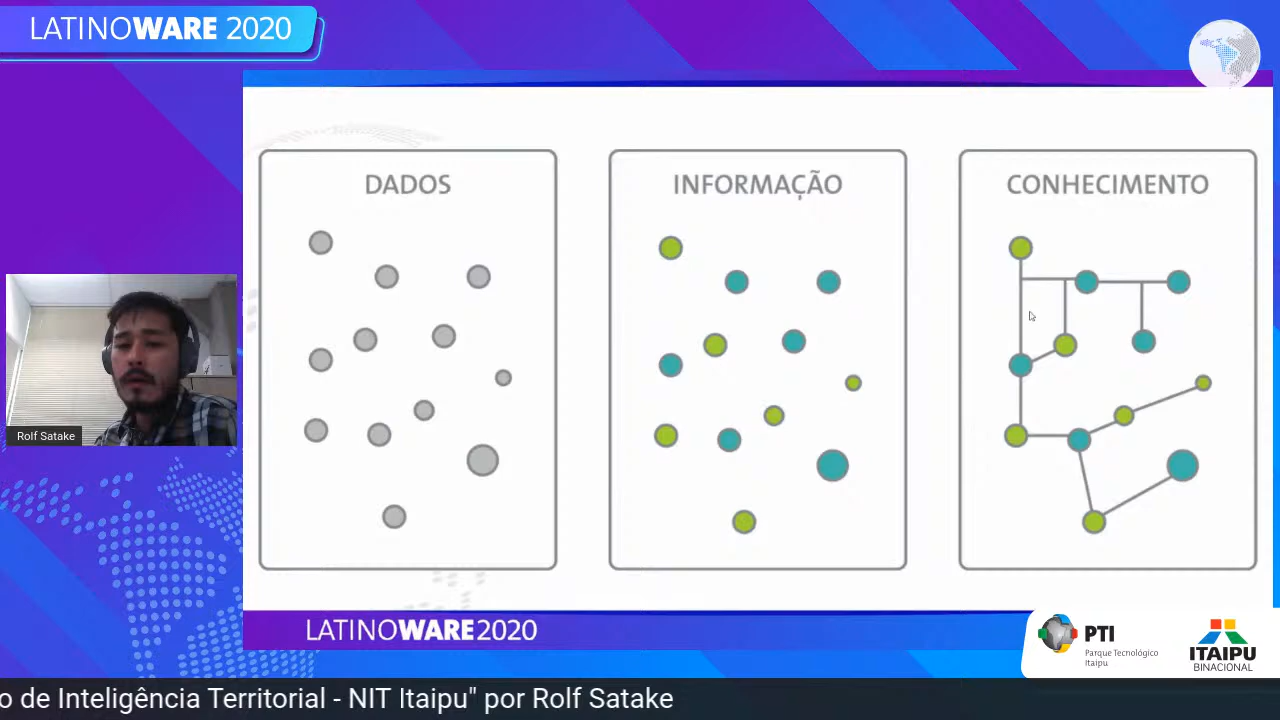 LATINOWARE 2020
DADOS
INFORMAÇÃO
CONHECIMENTO
Rolf Satake
LATINOWARE2020
PTI
Parque Tecnológico
Itaipu
ITAIPU
BINACIONAL
o de Inteligência Territorial - NIT Itaipu" por Rolf Satake